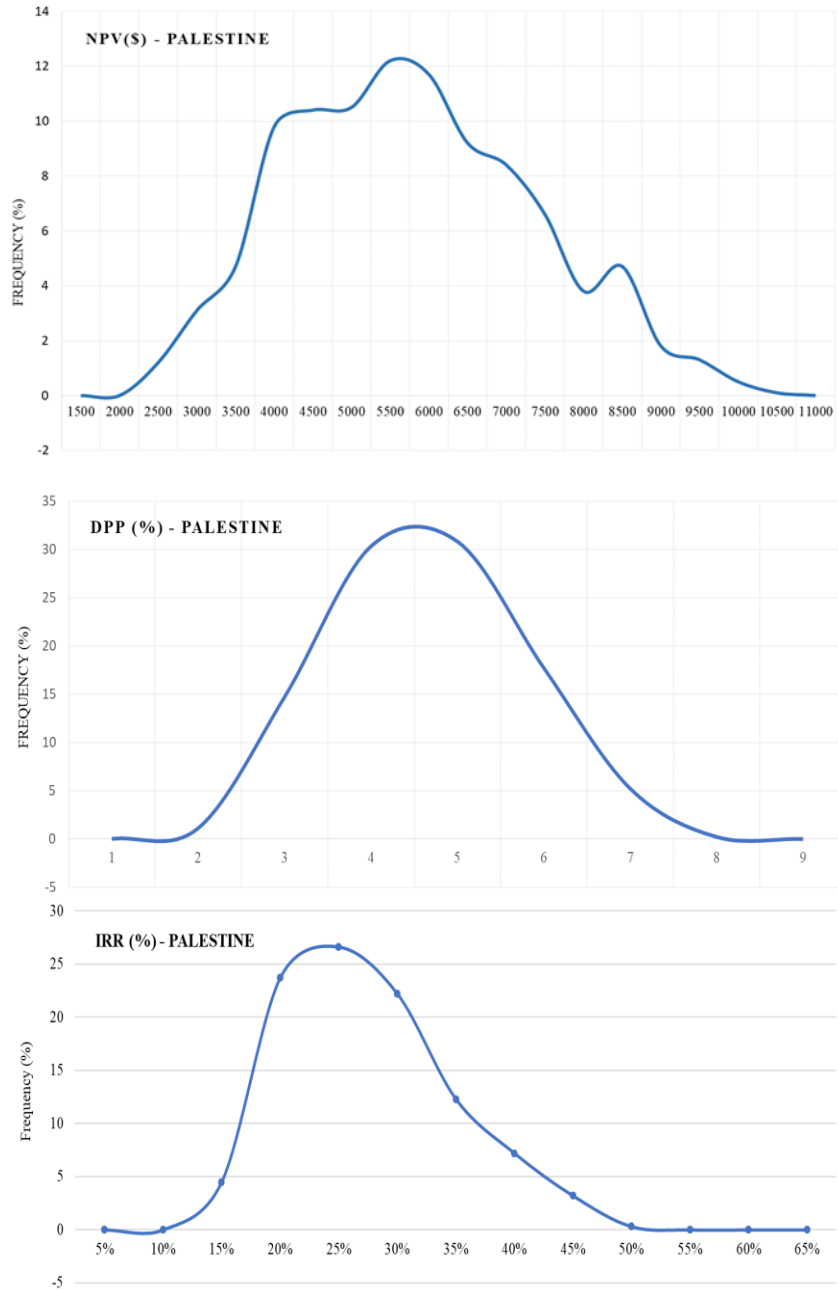 14
NPV($) - PALESTINE
12
10
8
6
4
2
0
-2
FREQUENCY (%)
1500 2000 2500 3000 3500 4000 4500 5000 5500 6000 6500 7000 7500 8000 8500 9000 9500 10000 10500 11000
35
DPP (%) - PALESTINE
30
25
20
15
10
5
0
-5
FREQUENCY (%)
1 2 3 4 5 6 7 8 9
30
IRR (%) - PALESTINE
25
20
15
10
5
0
-5
Frequency (%)
5% 10% 15% 20% 25% 30% 35% 40% 45% 50% 55% 60% 65%